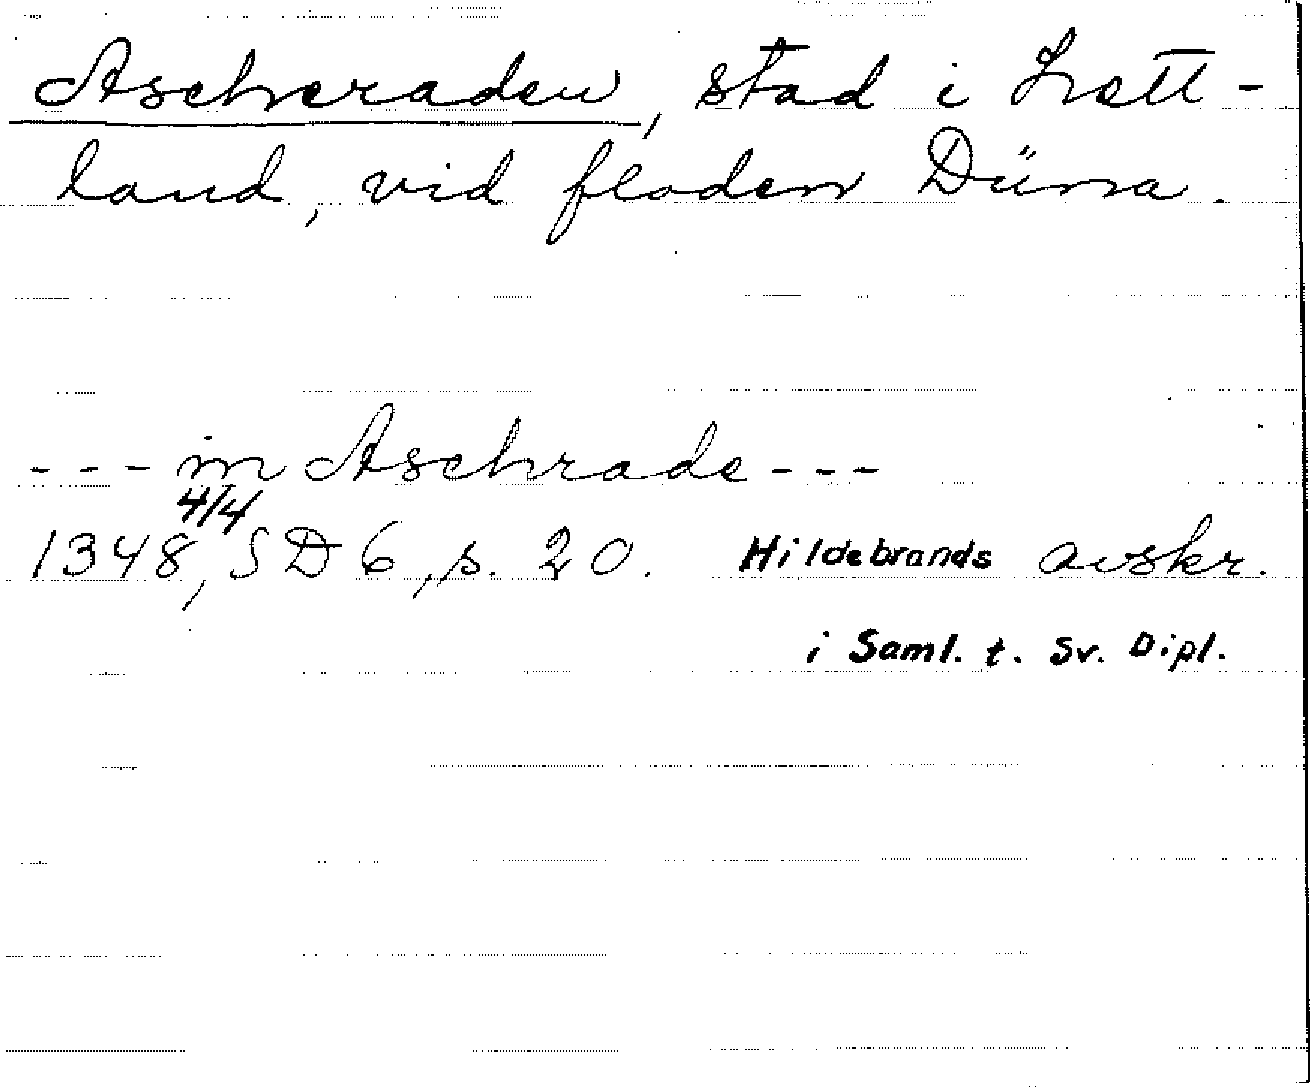 Ascheraden, stad i Lett-
land, vid floden Düna.
--- in Aschrade ---
4/4
1348, SD 6, s. 20. Hildebrands avskr.
i Saml. t. Sv. Dipl.